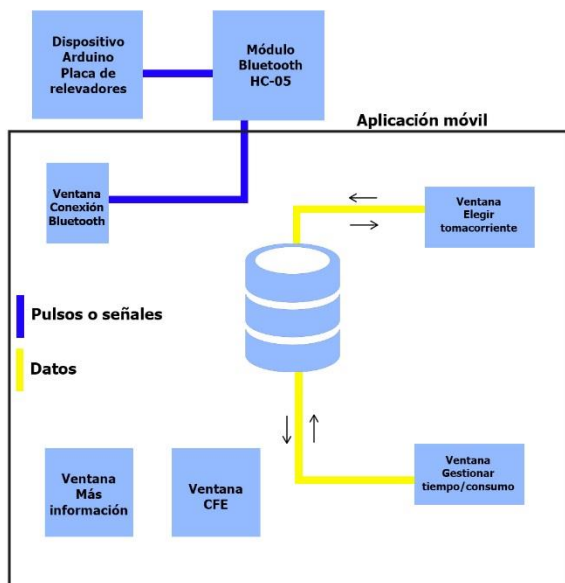 Dispositivo
Arduino
Placa de
relevadores
Módulo
Bluetooth
HC-05
Aplicación móvil
Ventana
Conexión
Bluetooth
Ventana
Elegir
tomacorriente
Pulsos o señales
Datos
Ventana
Más
información
Ventana
CFE
Ventana
Gestionar
tiempo/consumo